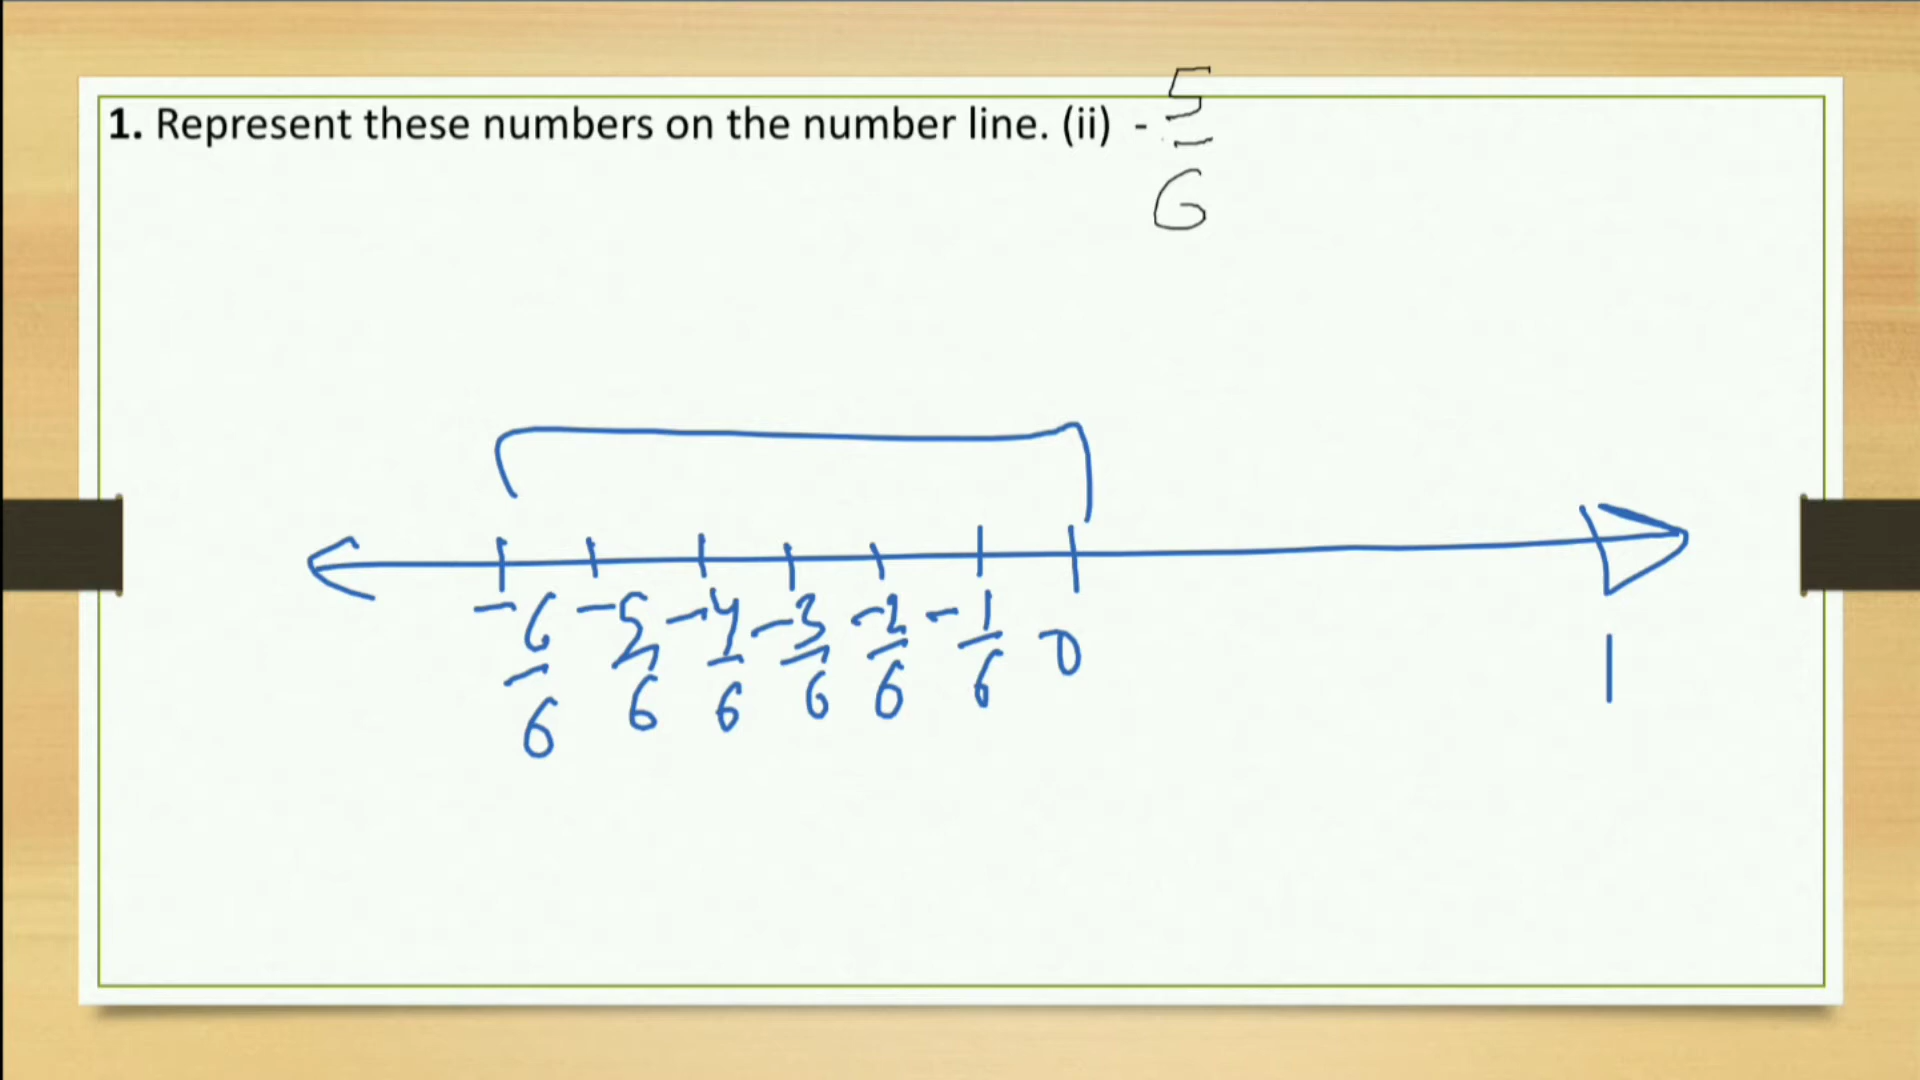 1. Represent these numbers on the number line. (ii) - 5/6
-6/6 -5/6 -4/6 -3/6 -2/6 -1/6 0 1